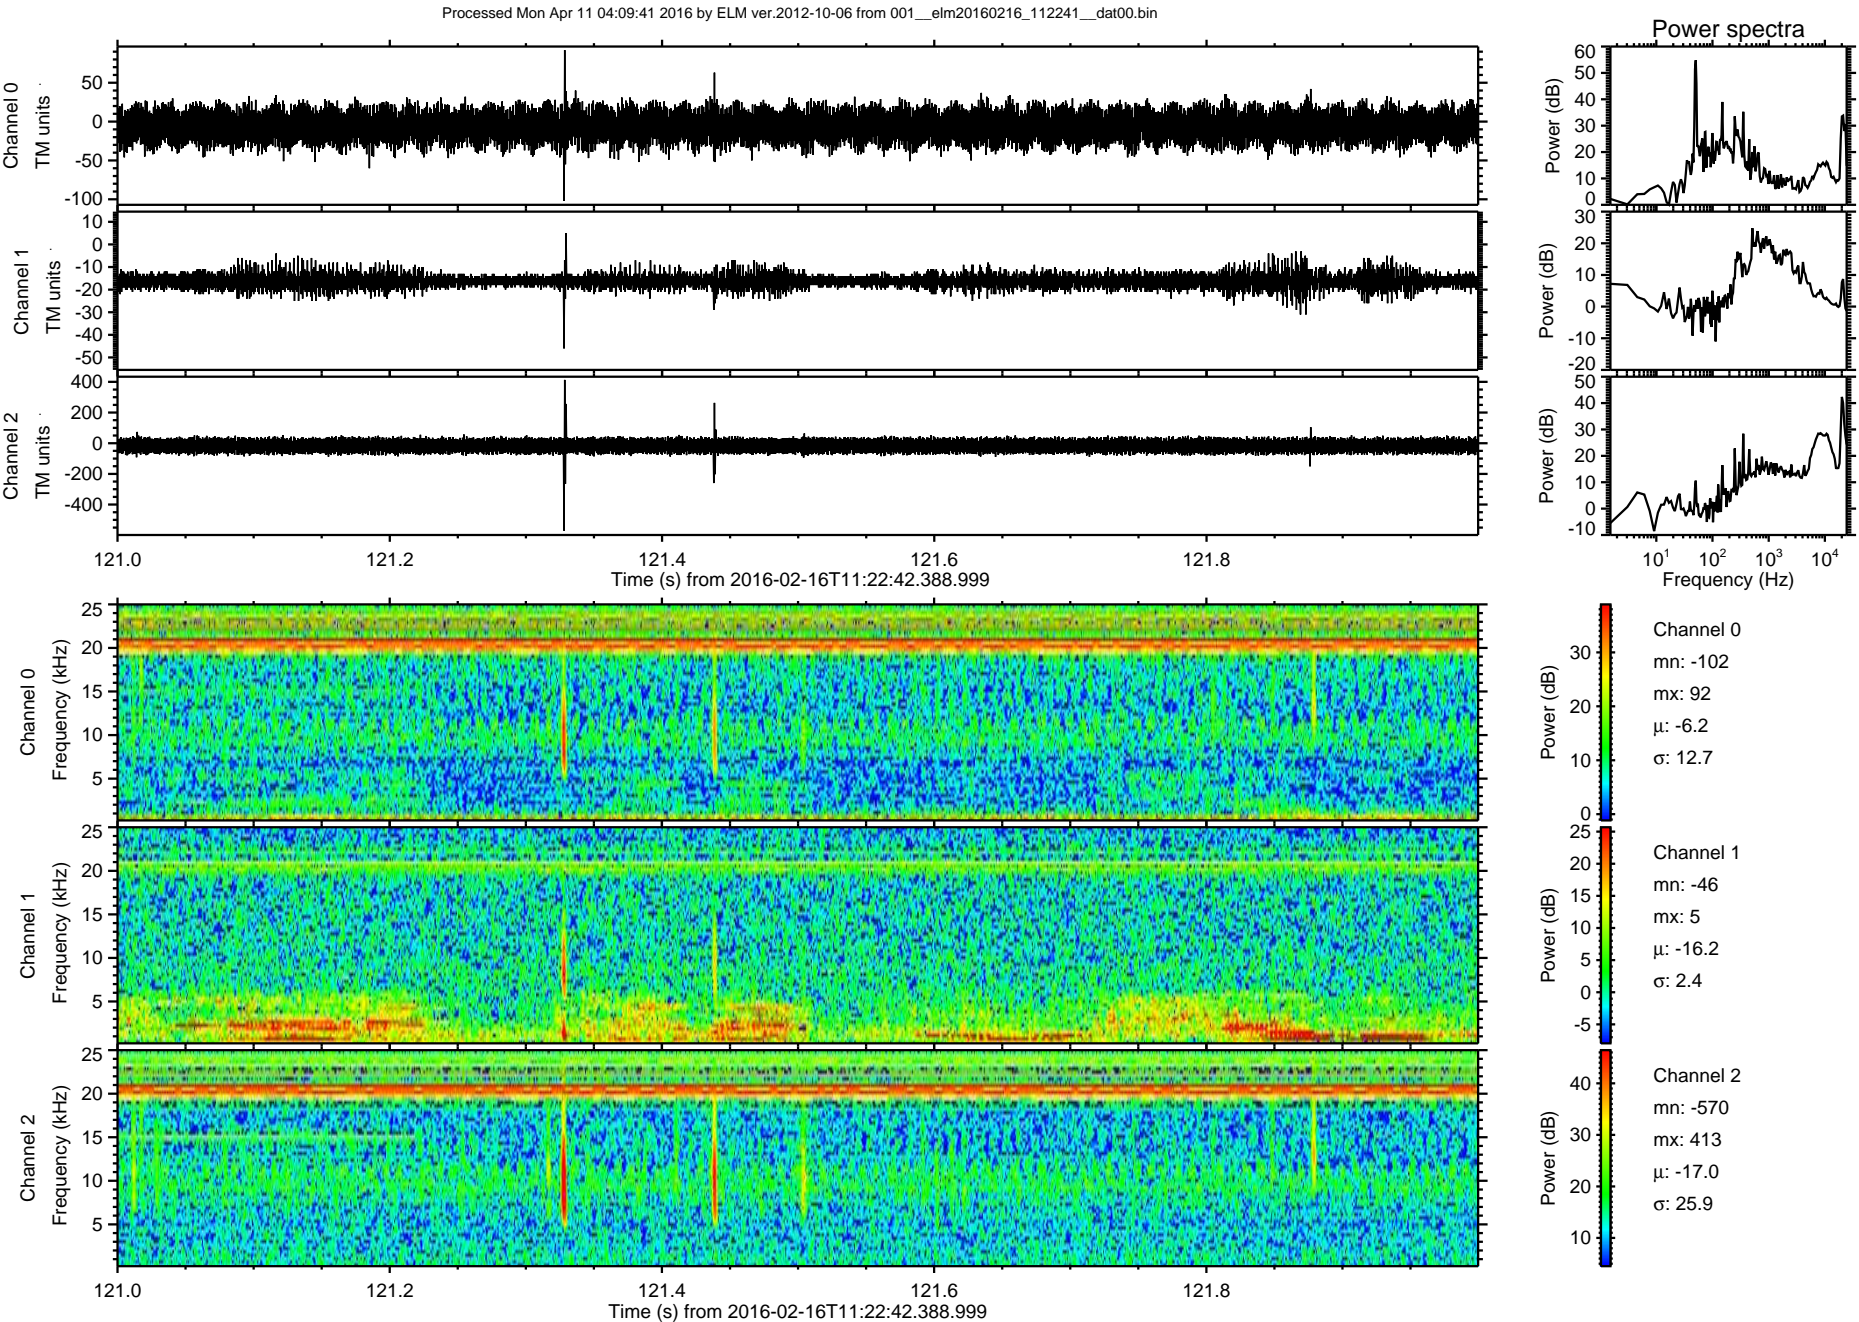 Processed Mon Apr 11 04:09:41 2016 by ELM ver.2012-10-06 from 001__elm20160216_112241__dat00.bin
Power spectra
Channel 0
TM units
50
0
-50
-100
Power (dB)
60
50
40
30
20
10
0
Channel 1
TM units
10
0
-10
-20
-30
-40
-50
Power (dB)
30
20
10
0
-10
-20
Channel 2
TM units
400
200
0
-200
-400
Power (dB)
50
40
30
20
10
0
-10
121.0 121.2 121.4 121.6 121.8
Time (s) from 2016-02-16T11:22:42.388.999
10¹ 10² 10³ 10⁴
Frequency (Hz)
Channel 0
Frequency (kHz)
25
20
15
10
5
Power (dB)
30
20
10
0
Channel 0
mn: -102
mx: 92
μ: -6.2
σ: 12.7
Channel 1
Frequency (kHz)
25
20
15
10
5
Power (dB)
25
20
15
10
5
0
-5
Channel 1
mn: -46
mx: 5
μ: -16.2
σ: 2.4
Channel 2
Frequency (kHz)
25
20
15
10
5
Power (dB)
40
30
20
10
Channel 2
mn: -570
mx: 413
μ: -17.0
σ: 25.9
121.0 121.2 121.4 121.6 121.8
Time (s) from 2016-02-16T11:22:42.388.999